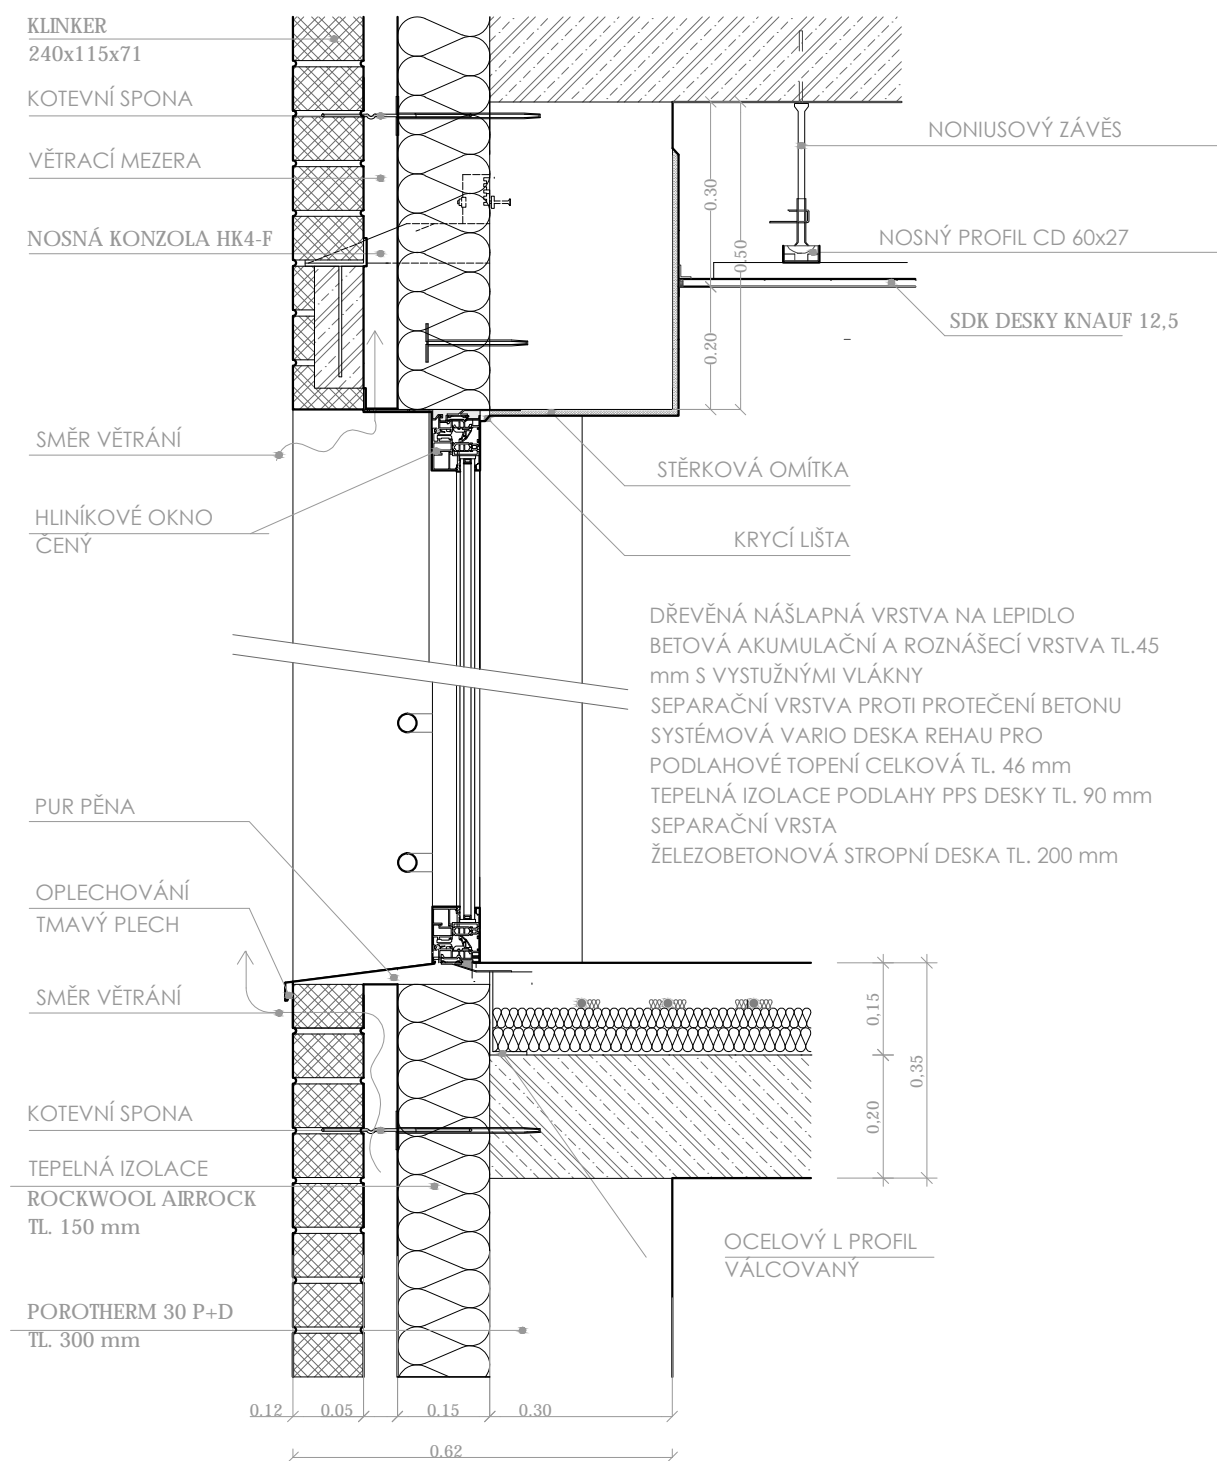 KLINKER
240x115x71
KOTEVNÍ SPONA
VĚTRACÍ MEZERA
NOSNÁ KONZOLA HK4-F
NONIUSOVÝ ZÁVĚS
NOSNÝ PROFIL CD 60x27
SDK DESKY KNAUF 12,5
0.30
0.50
0.20
SMĚR VĚTRÁNÍ
HLINÍKOVÉ OKNO
ČENÝ
STĚRKOVÁ OMÍTKA
KRYCÍ LIŠTA
DŘEVĚNÁ NÁŠLAPNÁ VRSTVA NA LEPIDLO
BETOVÁ AKUMULAČNÍ A ROZNÁŠECÍ VRSTVA TL.45
mm S VYSTUŽNÝMI VLÁKNY
SEPARAČNÍ VRSTVA PROTI PROTEČENÍ BETONU
SYSTÉMOVÁ VARIO DESKA REHAU PRO
PODLAHOVÉ TOPENÍ CELKOVÁ TL. 46 mm
TEPELNÁ IZOLACE PODLAHY PPS DESKY TL. 90 mm
SEPARAČNÍ VRSTA
ŽELEZOBETONOVÁ STROPNÍ DESKA TL. 200 mm
PUR PĚNA
OPLECHOVÁNÍ
TMAVÝ PLECH
SMĚR VĚTRÁNÍ
KOTEVNÍ SPONA
TEPELNÁ IZOLACE
ROCKWOOL AIRROCK
TL. 150 mm
POROTHERM 30 P+D
TL. 300 mm
0,15
0,35
0,20
OCELOVÝ L PROFIL
VÁLCOVANÝ
0.12 0.05 0.15 0.30
0.62